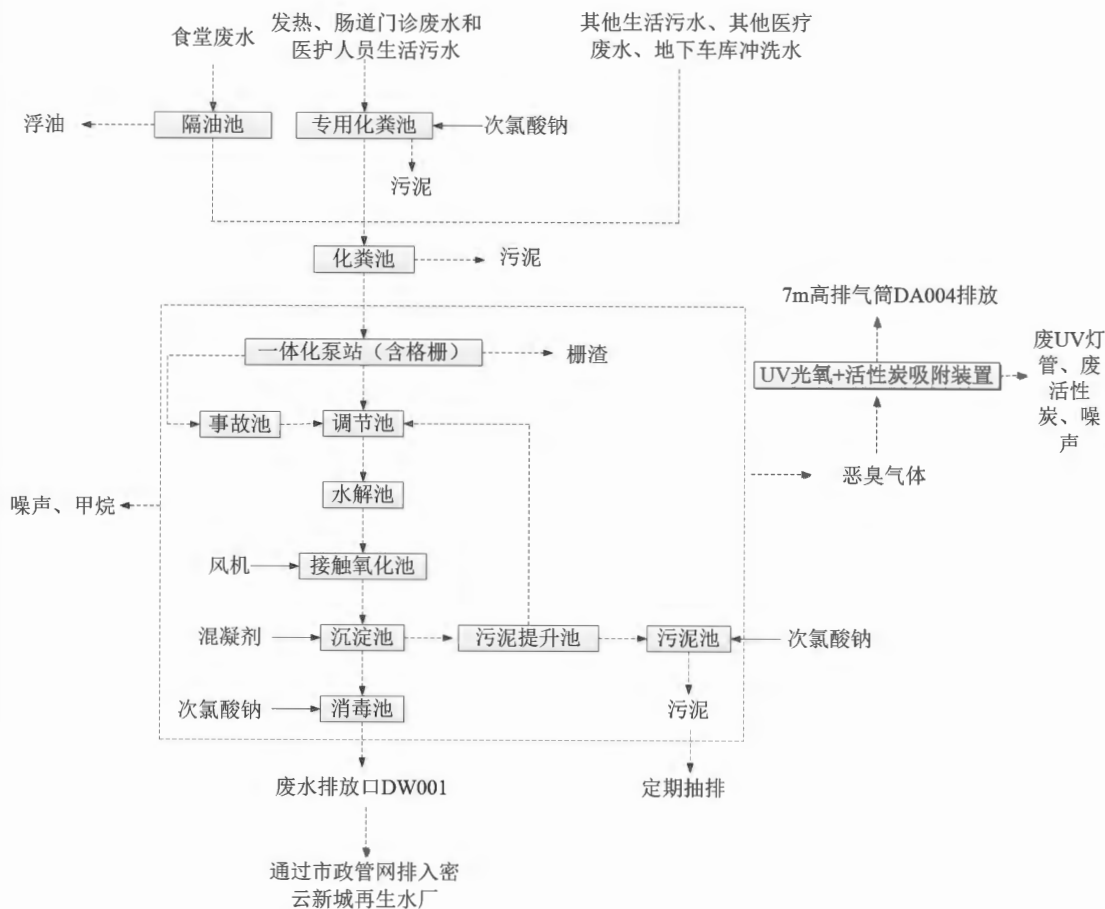 食堂废水
发热、肠道门诊废水和
医护人员生活污水
其他生活污水、其他医疗
废水、地下车库冲洗水
浮油
隔油池
专用化粪池
次氯酸钠
污泥
化粪池
污泥
7m高排气筒DA004排放
一体化泵站（含格栅）
栅渣
UV光氧+活性炭吸附装置
废UV灯
管、废
活性
炭、噪
声
事故池
调节池
恶臭气体
噪声、甲烷
水解池
风机
接触氧化池
混凝剂
沉淀池
污泥提升池
污泥池
次氯酸钠
次氯酸钠
消毒池
污泥
废水排放口DW001
定期抽排
通过市政管网排入密
云新城再生水厂